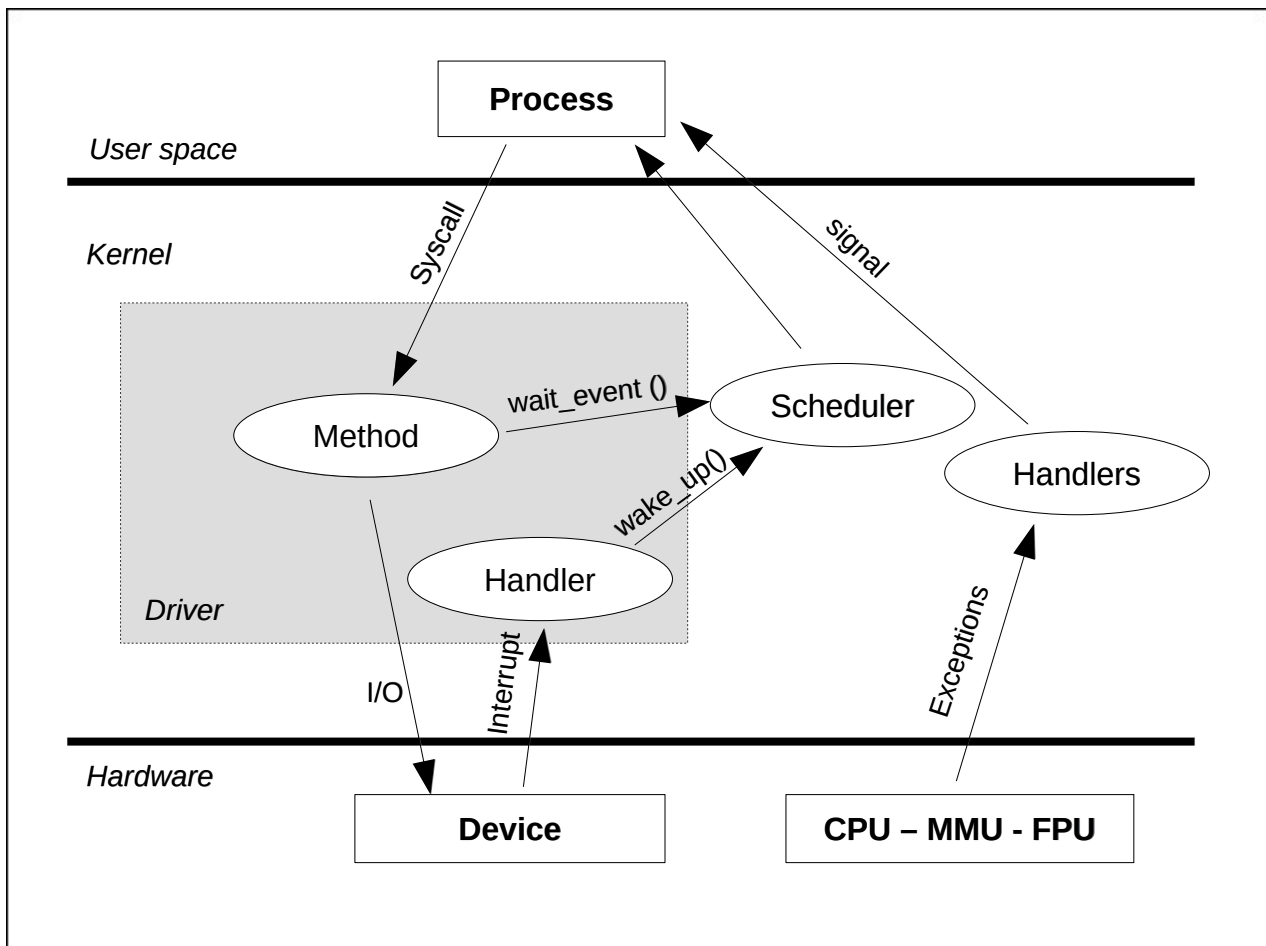 Process
User space
Syscall
signal
Kernel
wait_event ()
Scheduler
Method
Handlers
wake_up()
Handler
Driver
Interrupt
Exceptions
I/O
Hardware
Device
CPU – MMU - FPU